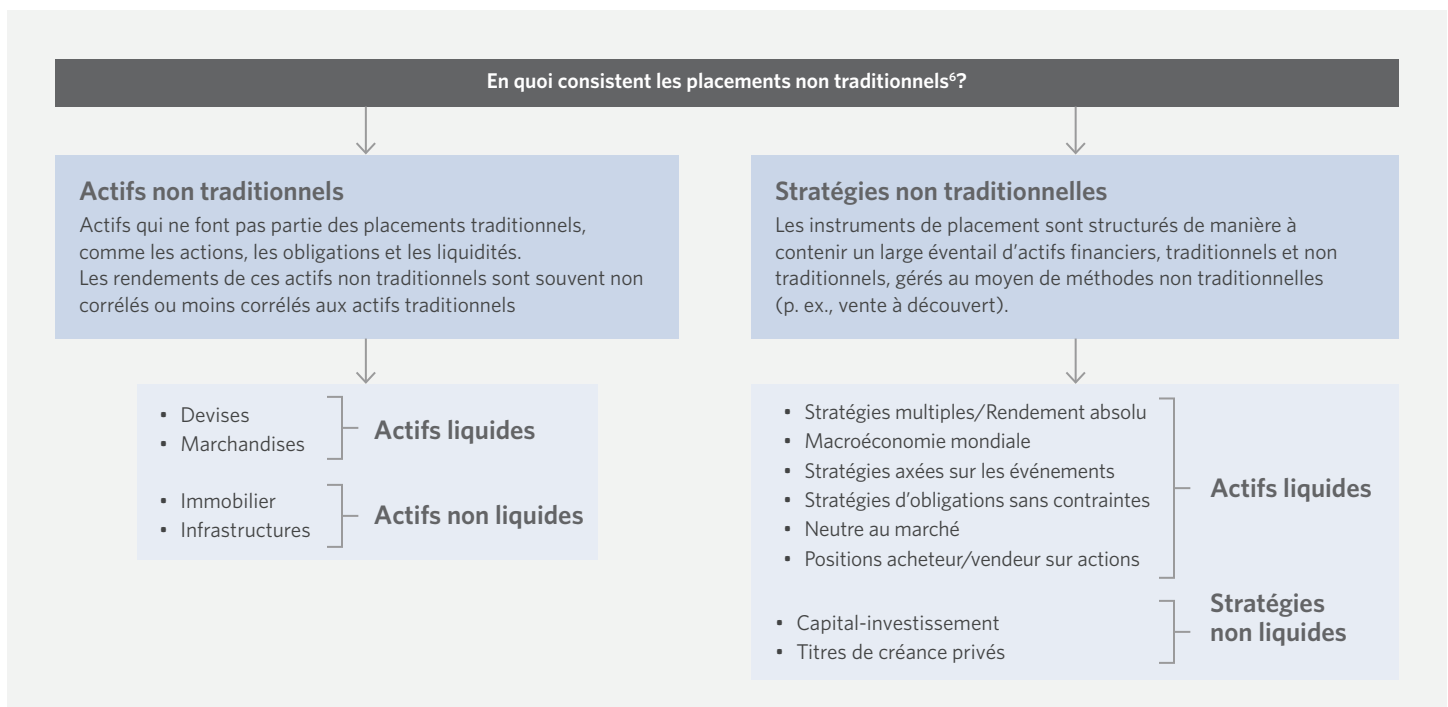 En quoi consistent les placements non traditionnels⁶?
Actifs non traditionnels
Actifs qui ne font pas partie des placements traditionnels,
comme les actions, les obligations et les liquidités.
Les rendements de ces actifs non traditionnels sont souvent non
corrélés ou moins corrélés aux actifs traditionnels
• Devises
• Marchandises
Actifs liquides
• Immobilier
• Infrastructures
Actifs non liquides
Stratégies non traditionnelles
Les instruments de placement sont structurés de manière à
contenir un large éventail d’actifs financiers, traditionnels et non
traditionnels, gérés au moyen de méthodes non traditionnelles
(p. ex., vente à découvert).
• Stratégies multiples/Rendement absolu
• Macroéconomie mondiale
• Stratégies axées sur les événements
• Stratégies d’obligations sans contraintes
• Neutre au marché
• Positions acheteur/vendeur sur actions
Actifs liquides
• Capital-investissement
• Titres de créance privés
Stratégies
non liquides